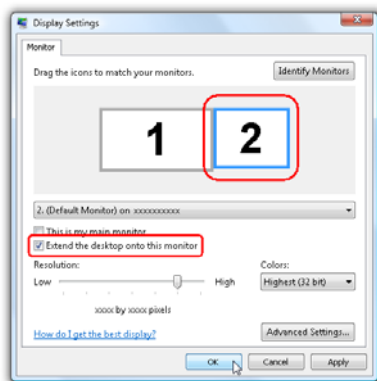 Display Settings
Monitor
Drag the icons to match your monitors.
Identify Monitors
1
2
2. (Default Monitor) on xxxxxxxxxx
This is my main monitor
Extend the desktop onto this monitor
Resolution:
Colors:
Low
High
Highest (32 bit)
xxxx by xxxx pixels
How do I get the best display?
Advanced Settings...
OK
Cancel
Apply